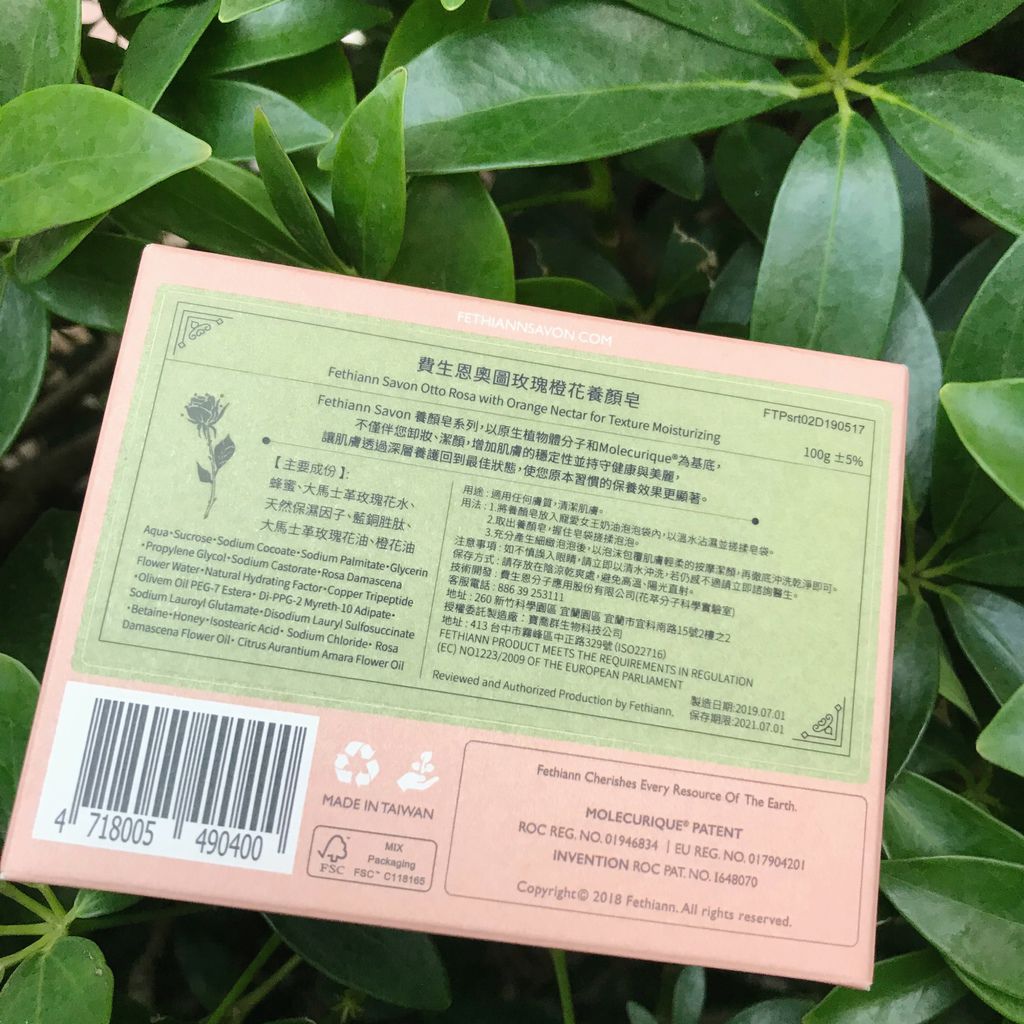 FETHIANNSAVON.COM
費生恩奧圖玫瑰橙花養顏皂
Fethiann Savon Otto Rosa with Orange Nectar for Texture Moisturizing
FTPsrt02D190517
100g ±5%
Fethiann Savon 養顏皂系列，以原生植物體分子和Molecurique®為基底，
不僅伴您卸妝、潔顏，增加肌膚的穩定性並持守健康與美麗，
讓肌膚透過深層養護回到最佳狀態，使您原本習慣的保養效果更顯著。
【主要成份】：
蜂蜜、大馬士革玫瑰花水、
天然保濕因子、藍銅胜肽、
大馬士革玫瑰花油、橙花油
Aqua・Sucrose・Sodium Cocoate・Sodium Palmitate・Glycerin
・Propylene Glycol・Sodium Castorate・Rosa Damascena
Flower Water・Natural Hydrating Factor・Copper Tripeptide
・Olivem Oil PEG-7 Estera・Di-PPG-2 Myreth-10 Adipate・
Sodium Lauroyl Glutamate・Disodium Lauryl Sulfosuccinate
・Betaine・Honey・Isostearic Acid・Sodium Chloride・Rosa
Damascena Flower Oil・Citrus Aurantium Amara Flower Oil
用途：適用任何膚質，清潔肌膚。
用法：1.將養顏皂放入寵愛女王奶油泡泡袋內，以溫水沾濕並搓揉皂袋。
2.取出養顏皂，握住皂袋搓揉泡泡。
3.充分產生細緻泡泡後，以泡沫包覆肌膚輕柔的按摩潔顏，再徹底沖洗乾淨即可。
注意事項：如不慎誤入眼睛，請立即以清水沖洗，若仍感不適請立即諮詢醫生。
保存方式：請存放在陰涼乾爽處，避免高溫、陽光直射。
技術開發：費生恩分子應用股份有限公司(花萃分子科學實驗室)
客服電話：886 39 253111
地址：260 新竹科學園區 宜蘭園區 宜蘭市宜科南路15號2樓之2
授權委託製造廠：寶喬群生物科技公司
地址：413 台中市霧峰區中正路329號 (ISO22716)
FETHIANN PRODUCT MEETS THE REQUIREMENTS IN REGULATION
(EC) NO1223/2009 OF THE EUROPEAN PARLIAMENT
Reviewed and Authorized Production by Fethiann.
製造日期:2019.07.01
保存期限:2021.07.01
4 718005 490400
MADE IN TAIWAN
FSC
MIX
Packaging
FSC™ C118165
Fethiann Cherishes Every Resource Of The Earth.
MOLECURIQUE® PATENT
ROC REG. NO. 01946834 | EU REG. NO. 017904201
INVENTION ROC PAT. NO. I648070
Copyright© 2018 Fethiann. All rights reserved.